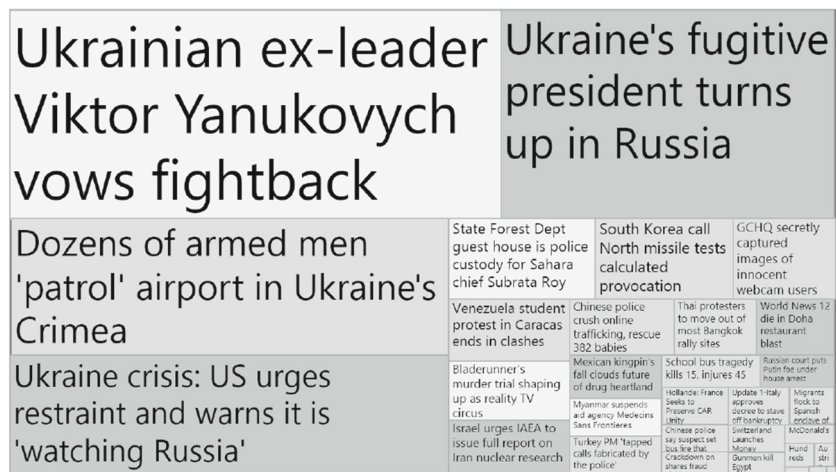 Ukrainian ex-leader
Viktor Yanukovych
vows fightback
Ukraine's fugitive
president turns
up in Russia
Dozens of armed men
'patrol' airport in Ukraine's
Crimea
Ukraine crisis: US urges
restraint and warns it is
'watching Russia'
State Forest Dept
guest house is police
custody for Sahara
chief Subrata Roy
South Korea call
North missile tests
calculated
provocation
GCHQ secretly
captured
images of
innocent
webcam users
Venezuela student
protest in Caracas
ends in clashes
Chinese police
crush online
trafficking, rescue
382 babies
Thai protesters
to move out of
most Bangkok
rally sites
World News 12
die in Doha
restaurant
blast
Bladerunner's
murder trial shaping
up as reality TV
circus
Mexican kingpin's
fall clouds future
of drug heartland
School bus tragedy
kills 15, injures 45
Russian court puts
Putin foe under
house arrest
Israel urges IAEA to
issue full report on
Iran nuclear research
Myanmar suspends
aid agency Medecins
Sans Frontieres
Turkey PM 'tapped
calls fabricated by
the police'
Hollande: France
Seeks to
Preserve CAR
Unity
Update 1-Italy
approves
decree to stave
off bankruptcy
Migrants
flock to
Spanish
enclave of
Chinese police
say suspect set
bus fire that
Switzerland
Launches
Money
McDonald's
Crackdown on
shares fraud
Gunmen kill
Egypt
Hund
reds
Au
stri